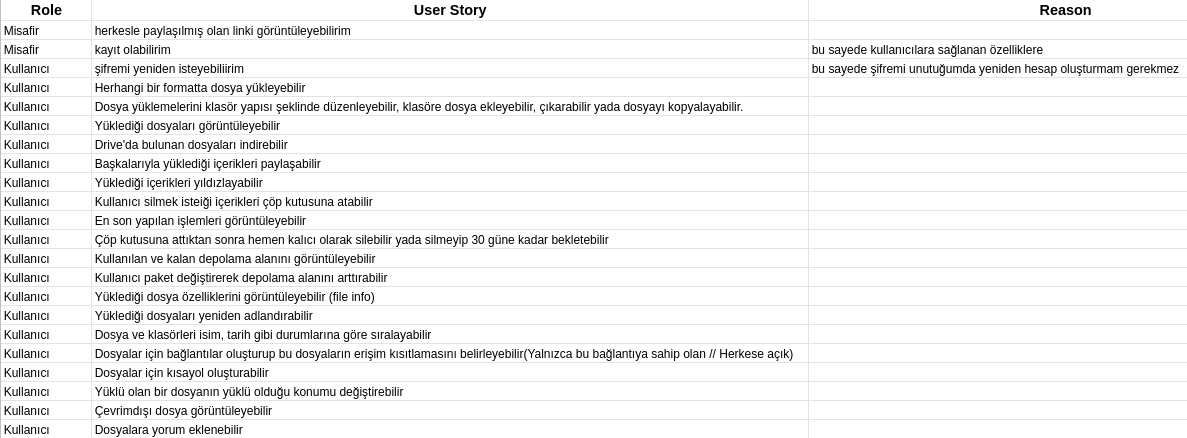 Role User Story Reason
Misafir herkesle paylaşılmış olan linki görüntüleyebilirim
Misafir kayıt olabilirim bu sayede kullanıcılara sağlanan özelliklere
Kullanıcı şifremi yeniden isteyebiliirim bu sayede şifremi unutuğumda yeniden hesap oluşturmam gerekmez
Kullanıcı Herhangi bir formatta dosya yükleyebilir
Kullanıcı Dosya yüklemelerini klasör yapısı şeklinde düzenleyebilir, klasöre dosya ekleyebilir, çıkarabilir yada dosyayı kopyalayabilir.
Kullanıcı Yüklediği dosyaları görüntüleyebilir
Kullanıcı Drive'da bulunan dosyaları indirebilir
Kullanıcı Başkalarıyla yüklediği içerikleri paylaşabilir
Kullanıcı Yüklediği içerikleri yıldızlayabilir
Kullanıcı Kullanıcı silmek isteiği içerikleri çöp kutusuna atabilir
Kullanıcı En son yapılan işlemleri görüntüleyebilir
Kullanıcı Çöp kutusuna attıktan sonra hemen kalıcı olarak silebilir yada silmeyip 30 güne kadar bekletebilir
Kullanıcı Kullanılan ve kalan depolama alanını görüntüleyebilir
Kullanıcı Kullanıcı paket değiştirerek depolama alanını arttırabilir
Kullanıcı Yüklediği dosya özelliklerini görüntüleyebilir (file info)
Kullanıcı Yüklediği dosyaları yeniden adlandırabilir
Kullanıcı Dosya ve klasörleri isim, tarih gibi durumlarına göre sıralayabilir
Kullanıcı Dosyalar için bağlantılar oluşturup bu dosyaların erişim kısıtlamasını belirleyebilir(Yalnızca bu bağlantıya sahip olan // Herkese açık)
Kullanıcı Dosyalar için kısayol oluşturabilir
Kullanıcı Yüklü olan bir dosyanın yüklü olduğu konumu değiştirebilir
Kullanıcı Çevrimdışı dosya görüntüleyebilir
Kullanıcı Dosyalara yorum eklenebilir